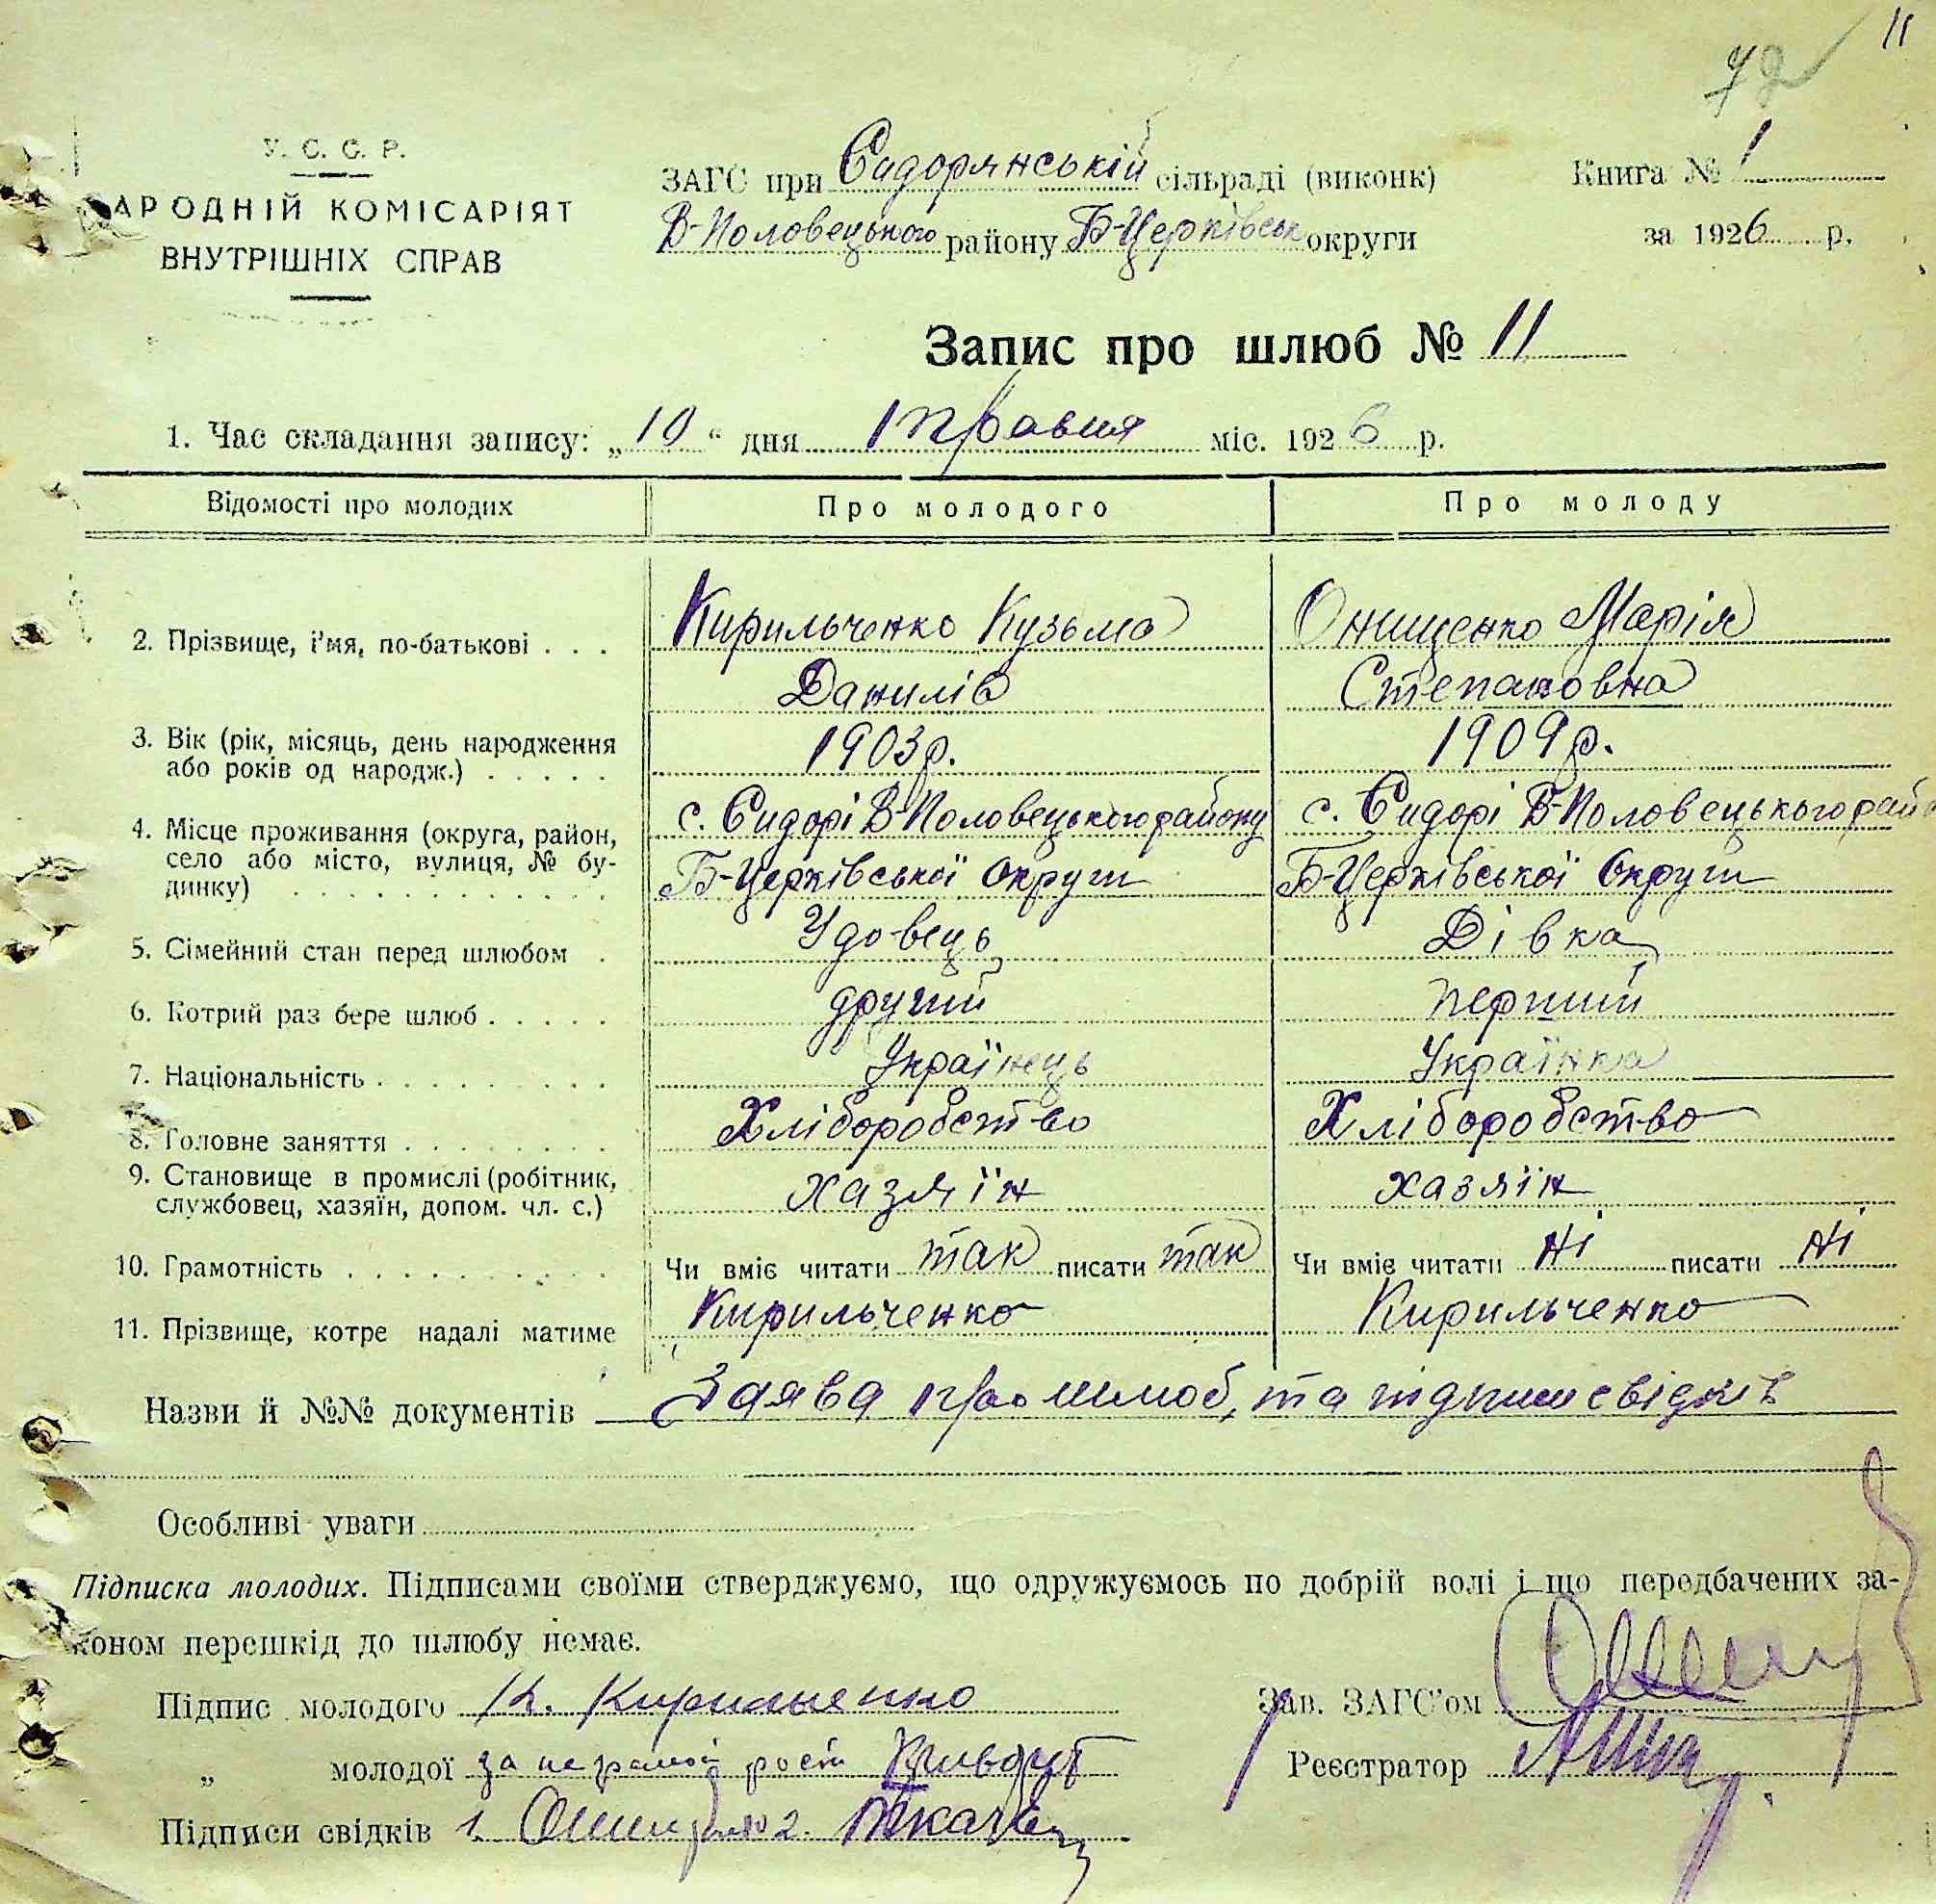 11
У. С. С. Р.
АРОДНІЙ КОМІСАРІЯТ
ВНУТРІШНІХ СПРАВ
ЗАГС при Сидорянській сільраді (виконк)
Книга № 1
В-Половецького району Б-Церківськ округи
за 1926 р.
Запис про шлюб № 11
1. Час складання запису: „10“ дня травня міс. 1926 р.
Відомості про молодих
Про молодого
Про молоду
2. Прізвище, і'мя, по-батькові . . .
Кирильченко Кузьма
Данилів
Онищенко Марія
Степановна
3. Вік (рік, місяць, день народження
або років од народж.) . . . . .
1903р.
1909р.
4. Місце проживання (округа, район,
село або місто, вулиця, № бу-
динку) . . . . . . . . . . .
с. Сидорі В-Половецького району
Б-Церківської Округи
с. Сидорі В-Половецького райо
Б-Церківської Округи
5. Сімейний стан перед шлюбом .
Удовець
Дівка
6. Котрий раз бере шлюб . . . . .
другий
перший
7. Національність . . . . . . . . .
Українець
Українка
8. Головне заняття . . . . . . . .
Хліборобство
Хліборобство
9. Становище в промислі (робітник,
службовец, хазяїн, допом. чл. с.)
хазяїн
хазяїн
10. Грамотність . . . . . . . . . .
Чи вміє читати так писати так
Чи вміє читати ні писати ні
11. Прізвище, котре надалі матиме
Кирильченко
Кирильченко
Назви й №№ документів Заява про шлюб, та підписи свідків
Особливі уваги
Підписка молодих. Підписами своїми стверджуємо, що одружуємось по добрій волі і що передбачених за-
коном перешкід до шлюбу немає.
Підпис молодого К. Кирильченко
Зав. ЗАГС'ом
„ молодої за
Реєстратор
Підписи свідків 1. 2.